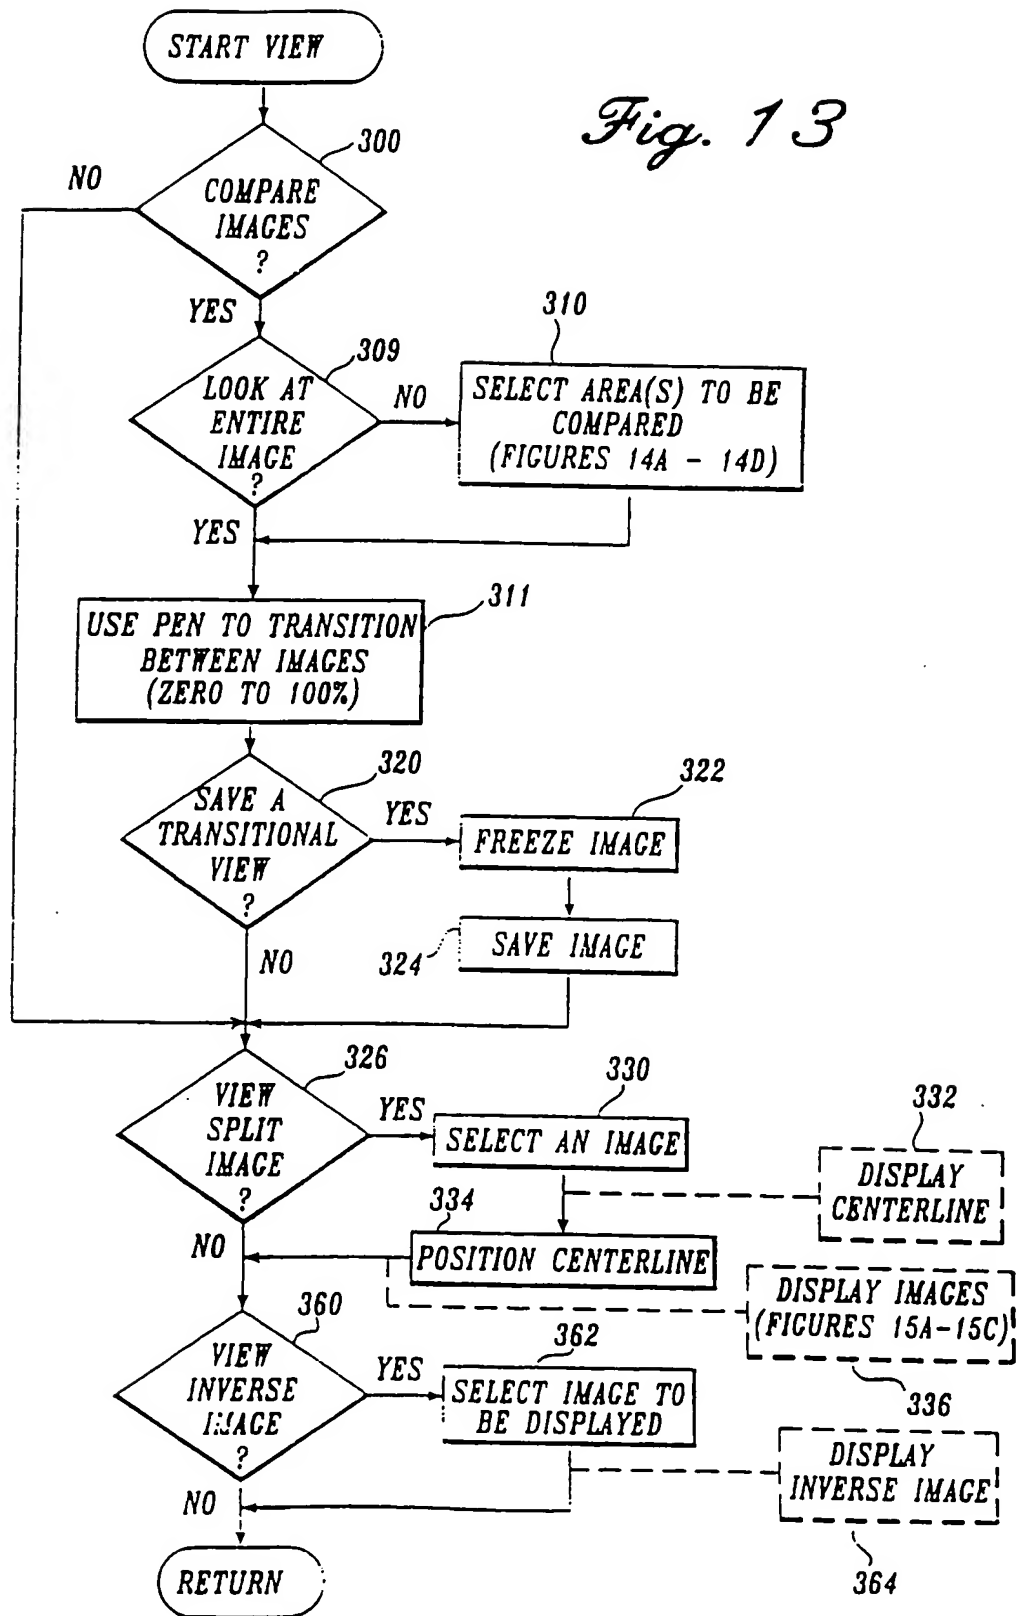 START VIEW
Fig. 13
300
NO
COMPARE
IMAGES
?
YES
309
310
LOOK AT
ENTIRE
IMAGE
?
NO
SELECT AREA(S) TO BE
COMPARED
(FIGURES 14A - 14D)
YES
311
USE PEN TO TRANSITION
BETWEEN IMAGES
(ZERO TO 100%)
320
322
SAVE A
TRANSITIONAL
VIEW
?
YES
FREEZE IMAGE
324
SAVE IMAGE
NO
326
330
332
VIEW
SPLIT
IMAGE
?
YES
SELECT AN IMAGE
DISPLAY
CENTERLINE
334
NO
POSITION CENTERLINE
DISPLAY IMAGES
(FIGURES 15A-15C)
336
360
362
VIEW
INVERSE
IMAGE
?
YES
SELECT IMAGE TO
BE DISPLAYED
DISPLAY
INVERSE IMAGE
364
NO
RETURN